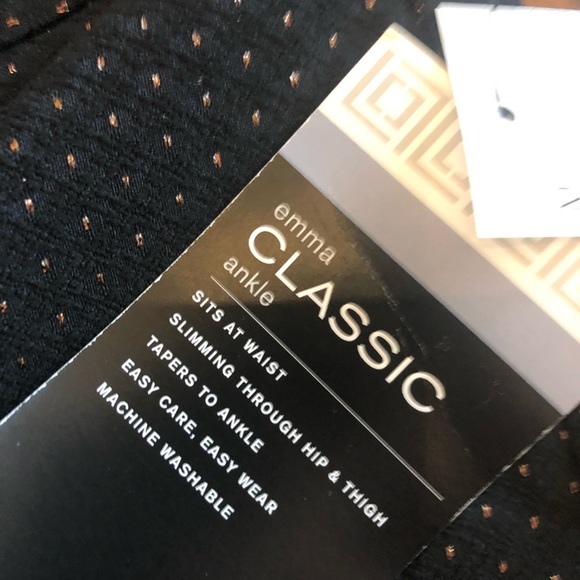 emma
CLASSIC
ankle
SITS AT WAIST
SLIMMING THROUGH HIP & THIGH
TAPERS TO ANKLE
EASY CARE, EASY WEAR
MACHINE WASHABLE